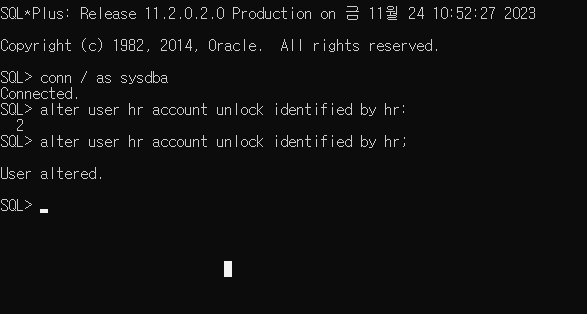 SQL*Plus: Release 11.2.0.2.0 Production on 금 11월 24 10:52:27 2023
Copyright (c) 1982, 2014, Oracle.  All rights reserved.
SQL> conn / as sysdba
Connected.
SQL> alter user hr account unlock identified by hr:
  2
SQL> alter user hr account unlock identified by hr;
User altered.
SQL>